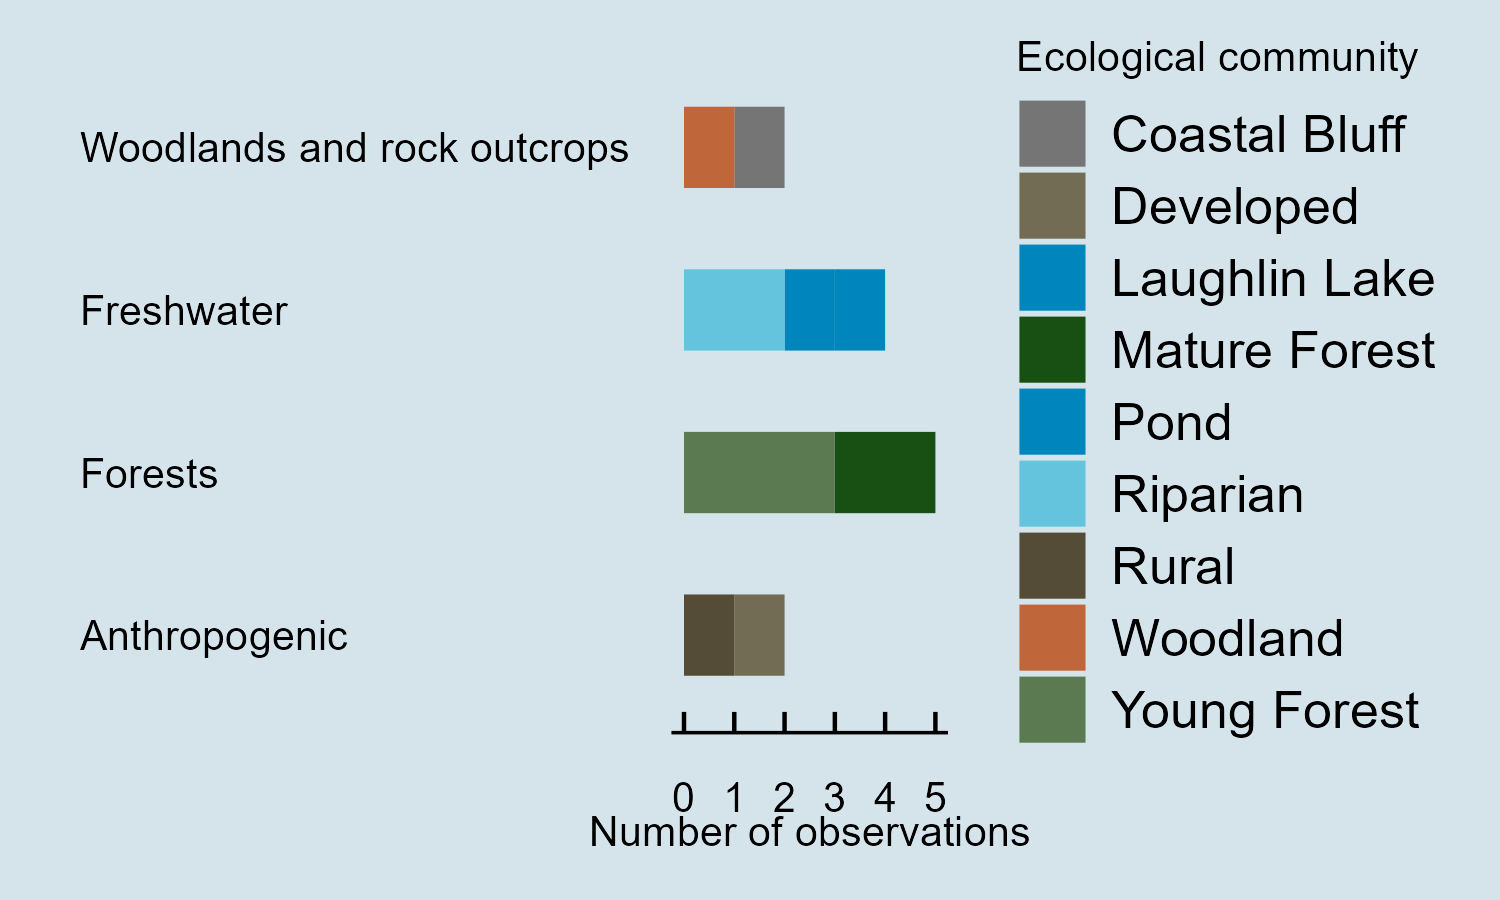 Ecological community
Coastal Bluff
Developed
Laughlin Lake
Mature Forest
Pond
Riparian
Rural
Woodland
Young Forest
Woodlands and rock outcrops
Freshwater
Forests
Anthropogenic
0 1 2 3 4 5
Number of observations